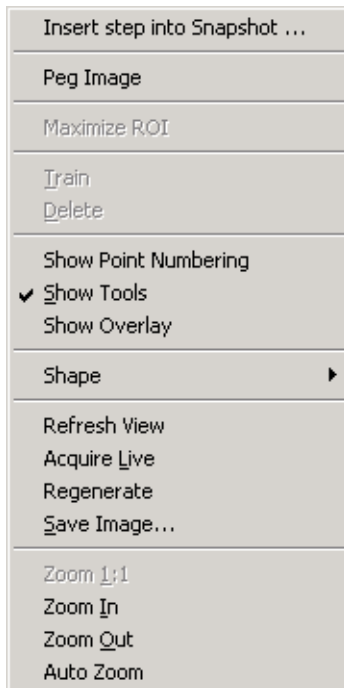 Insert step into Snapshot ...
Peg Image
Maximize ROI
Train
Delete
Show Point Numbering
Show Tools
Show Overlay
Shape
Refresh View
Acquire Live
Regenerate
Save Image...
Zoom 1:1
Zoom In
Zoom Out
Auto Zoom